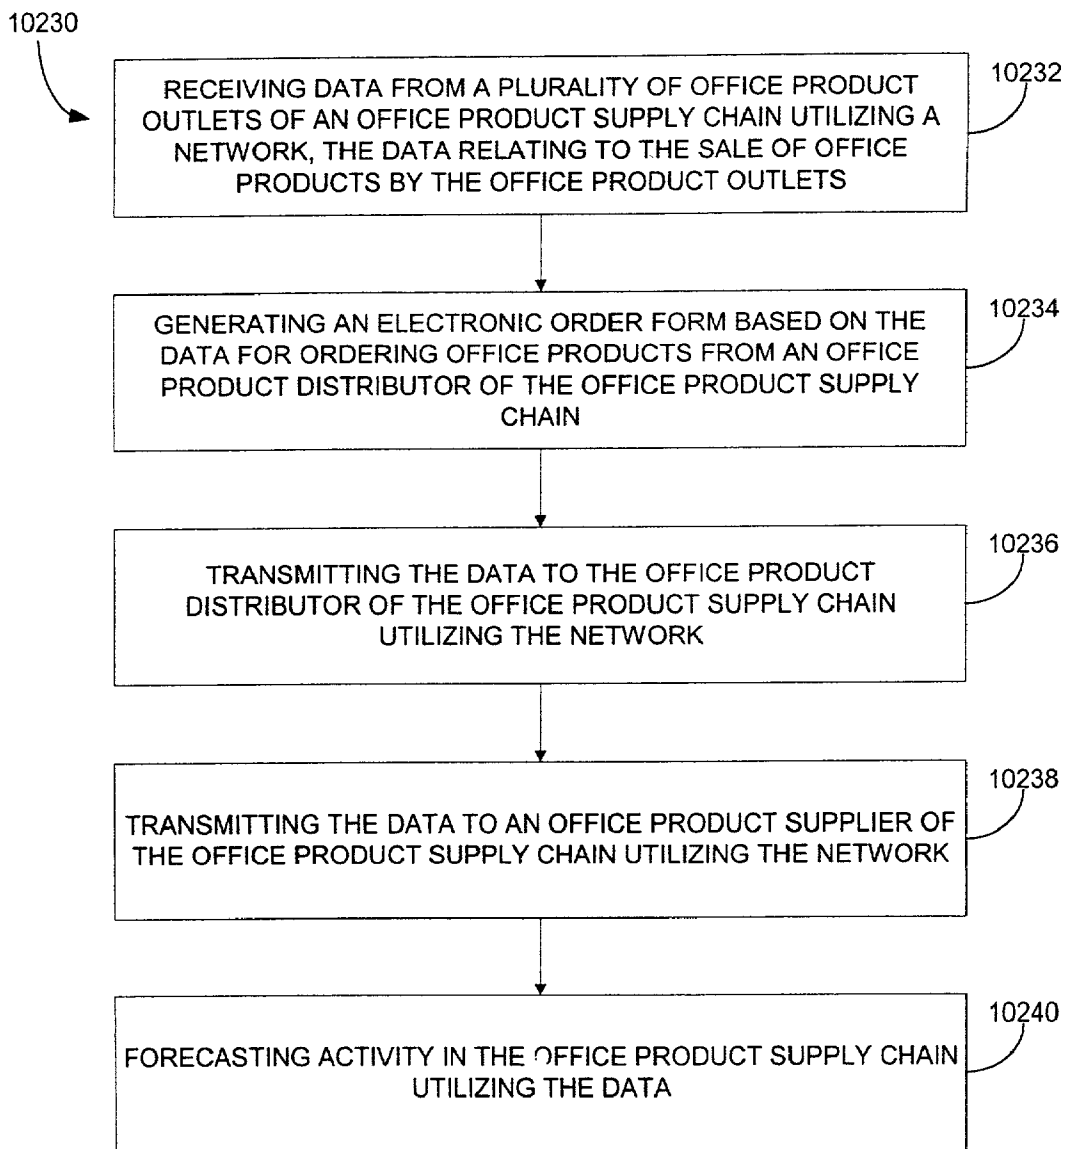 10230
10232
RECEIVING DATA FROM A PLURALITY OF OFFICE PRODUCT
OUTLETS OF AN OFFICE PRODUCT SUPPLY CHAIN UTILIZING A
NETWORK, THE DATA RELATING TO THE SALE OF OFFICE
PRODUCTS BY THE OFFICE PRODUCT OUTLETS
10234
GENERATING AN ELECTRONIC ORDER FORM BASED ON THE
DATA FOR ORDERING OFFICE PRODUCTS FROM AN OFFICE
PRODUCT DISTRIBUTOR OF THE OFFICE PRODUCT SUPPLY
CHAIN
10236
TRANSMITTING THE DATA TO THE OFFICE PRODUCT
DISTRIBUTOR OF THE OFFICE PRODUCT SUPPLY CHAIN
UTILIZING THE NETWORK
10238
TRANSMITTING THE DATA TO AN OFFICE PRODUCT SUPPLIER OF
THE OFFICE PRODUCT SUPPLY CHAIN UTILIZING THE NETWORK
10240
FORECASTING ACTIVITY IN THE OFFICE PRODUCT SUPPLY CHAIN
UTILIZING THE DATA